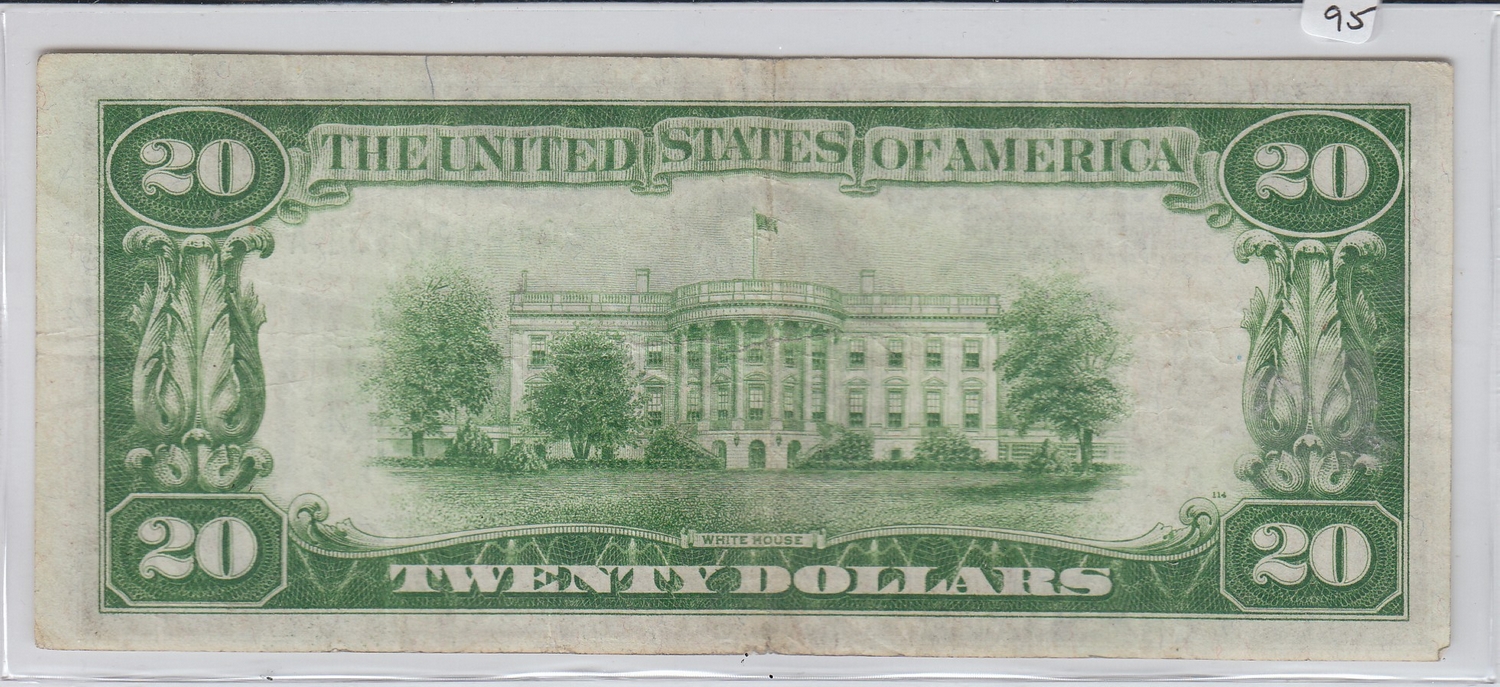 95
20 THE UNITED STATES OF AMERICA 20
114
WHITE HOUSE
20 TWENTY DOLLARS 20